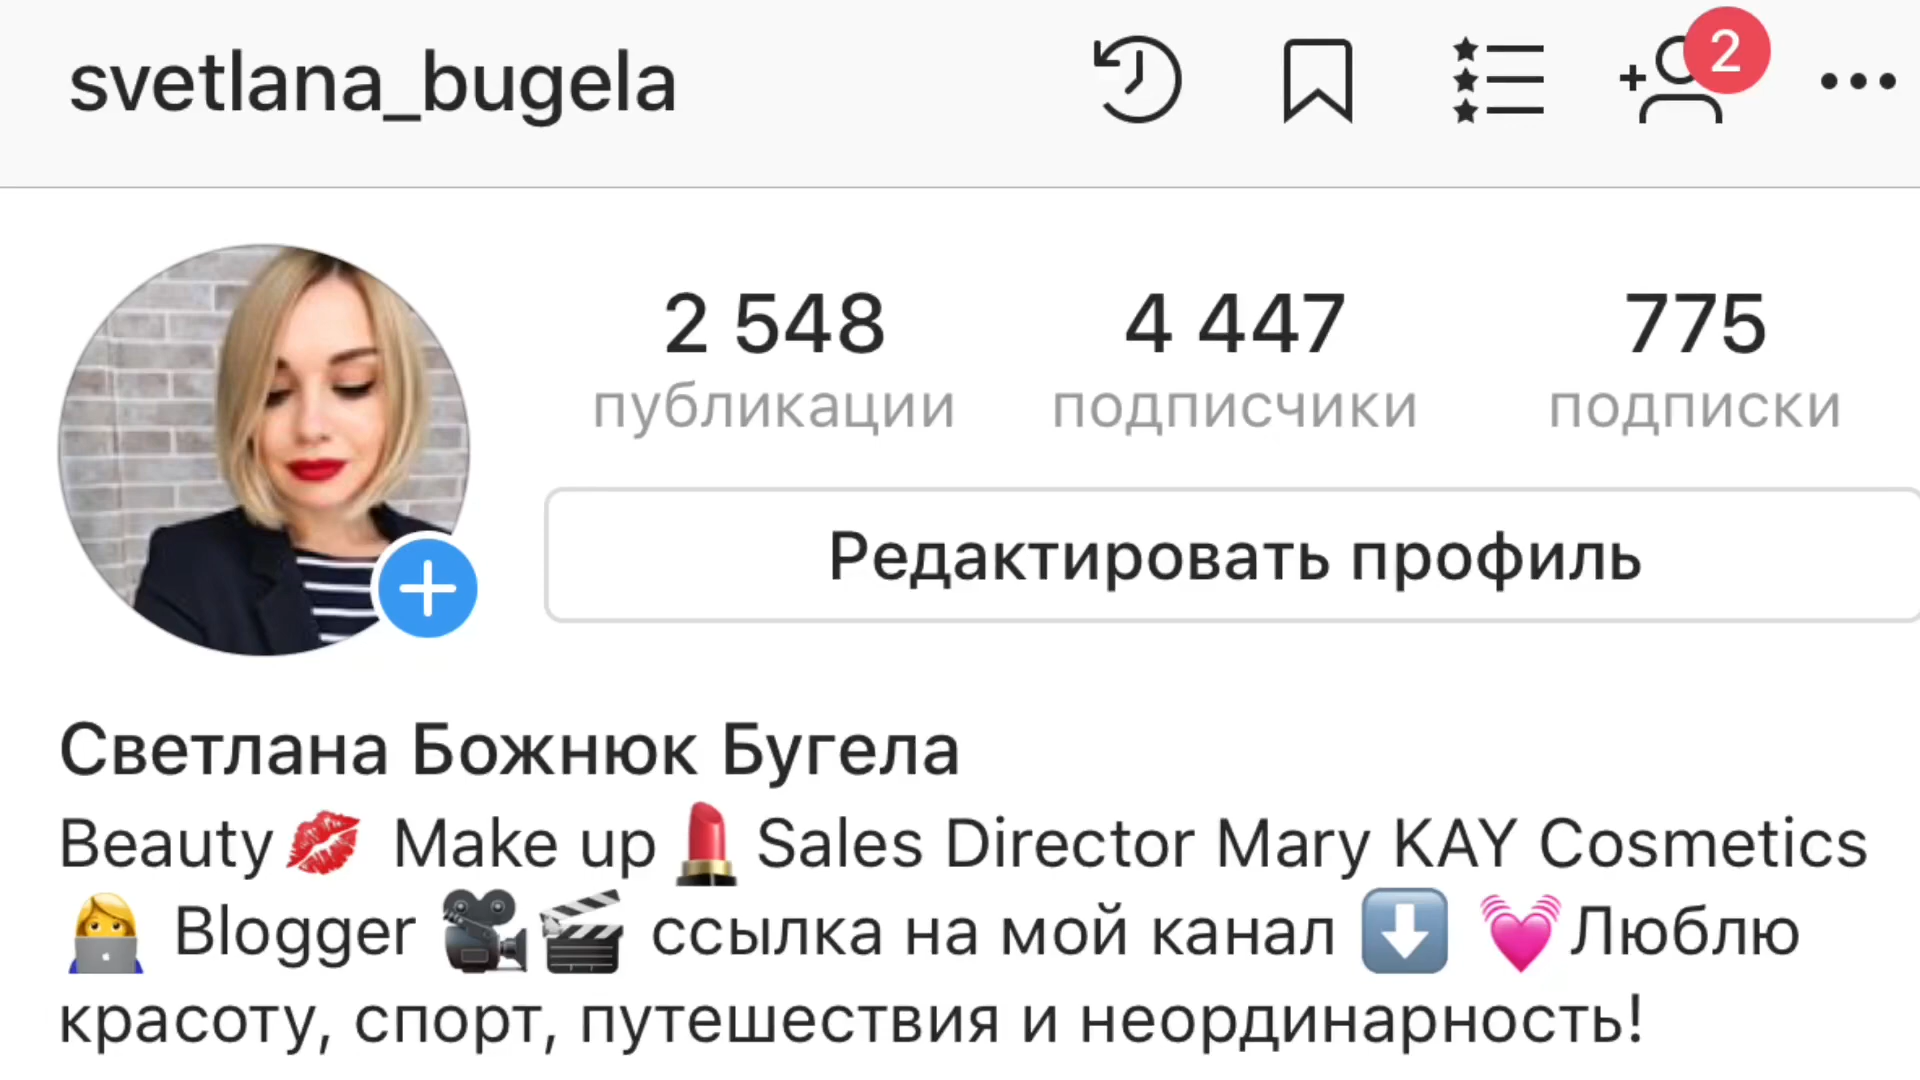 svetlana_bugela
2
2 548 4 447 775
публикации подписчики подписки
Редактировать профиль
Светлана Божнюк Бугела
Beauty💋 Make up💄Sales Director Mary KAY Cosmetics
👩‍💻 Blogger 🎥🎬 ссылка на мой канал ⬇️ 💓Люблю
красоту, спорт, путешествия и неординарность!